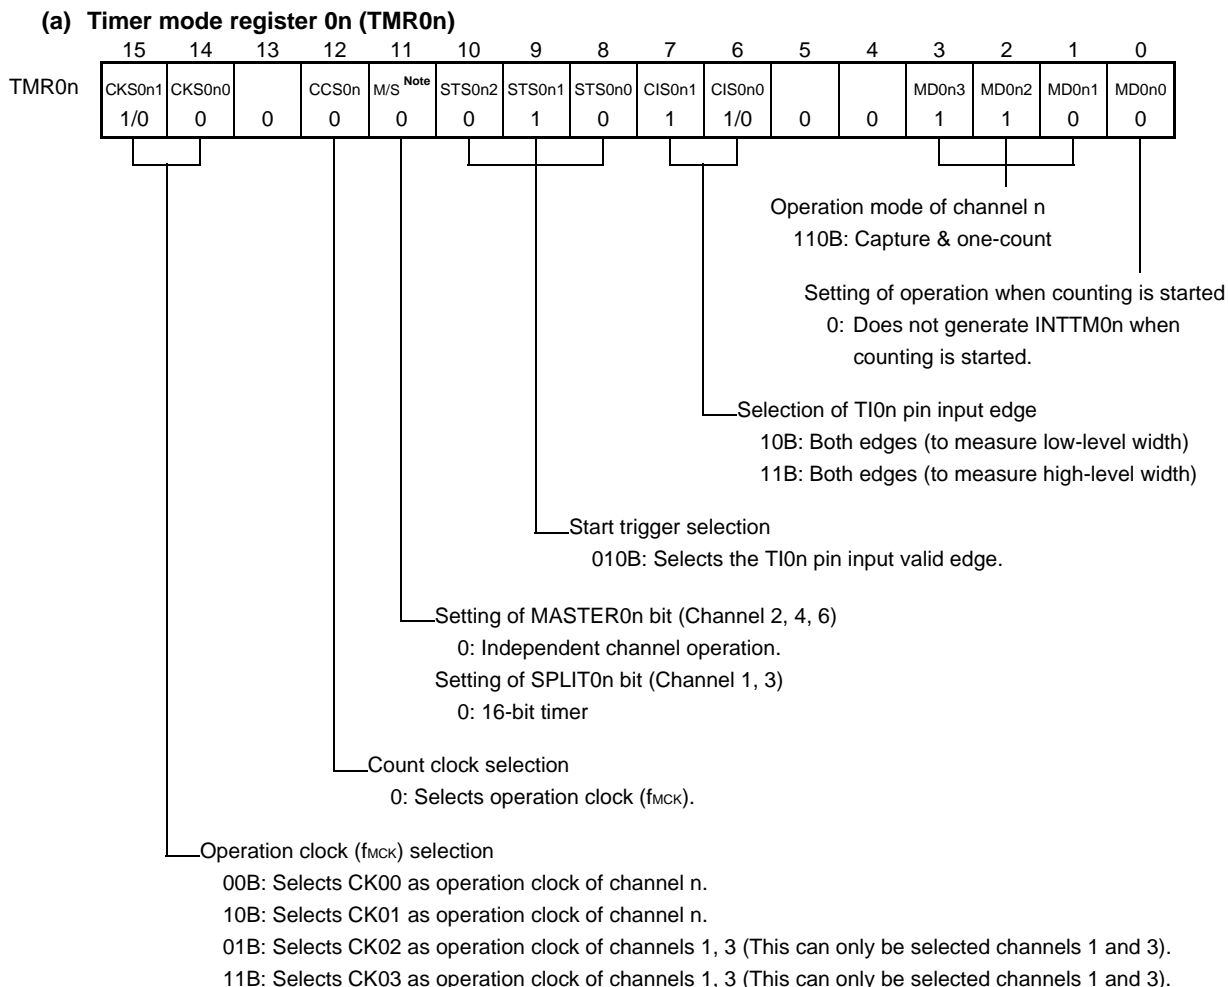 (a) Timer mode register 0n (TMR0n)
15 14 13 12 11 10 9 8 7 6 5 4 3 2 1 0
TMR0n CKS0n1 CKS0n0 CCS0n M/S Note STS0n2 STS0n1 STS0n0 CIS0n1 CIS0n0 MD0n3 MD0n2 MD0n1 MD0n0
1/0 0 0 0 0 0 1 0 1 1/0 0 0 1 1 0 0
Operation mode of channel n
110B: Capture & one-count
Setting of operation when counting is started
0: Does not generate INTTM0n when
counting is started.
Selection of TI0n pin input edge
10B: Both edges (to measure low-level width)
11B: Both edges (to measure high-level width)
Start trigger selection
010B: Selects the TI0n pin input valid edge.
Setting of MASTER0n bit (Channel 2, 4, 6)
0: Independent channel operation.
Setting of SPLIT0n bit (Channel 1, 3)
0: 16-bit timer
Count clock selection
0: Selects operation clock (fMCK).
Operation clock (fMCK) selection
00B: Selects CK00 as operation clock of channel n.
10B: Selects CK01 as operation clock of channel n.
01B: Selects CK02 as operation clock of channels 1, 3 (This can only be selected channels 1 and 3).
11B: Selects CK03 as operation clock of channels 1, 3 (This can only be selected channels 1 and 3).